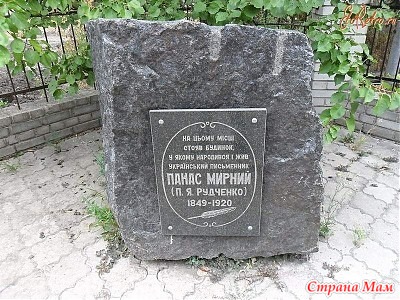 НА ЦЬОМУ МІСЦІ
СТОЯВ БУДИНОК,
У ЯКОМУ НАРОДИВСЯ І ЖИВ
УКРАЇНСЬКИЙ ПИСЬМЕННИК
ПАНАС МИРНИЙ
(П. Я. РУДЧЕНКО)
1849-1920
Страна Мам